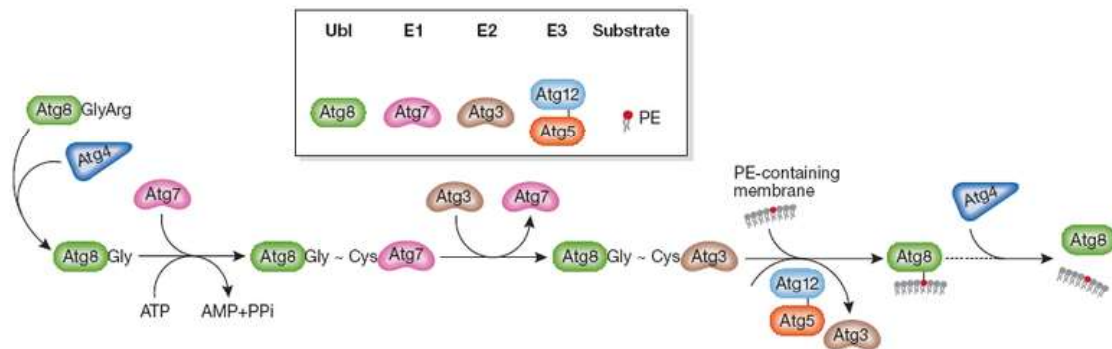 Ubl E1 E2 E3 Substrate
Atg8 Atg7 Atg3 Atg12 Atg5 PE
Atg8 GlyArg
Atg4
Atg7
Atg8 Gly
ATP
AMP+PPi
Atg8 Gly ~ Cys Atg7
Atg3
Atg7
Atg8 Gly ~ Cys Atg3
PE-containing
membrane
Atg12
Atg5
Atg3
Atg8
Atg4
Atg8